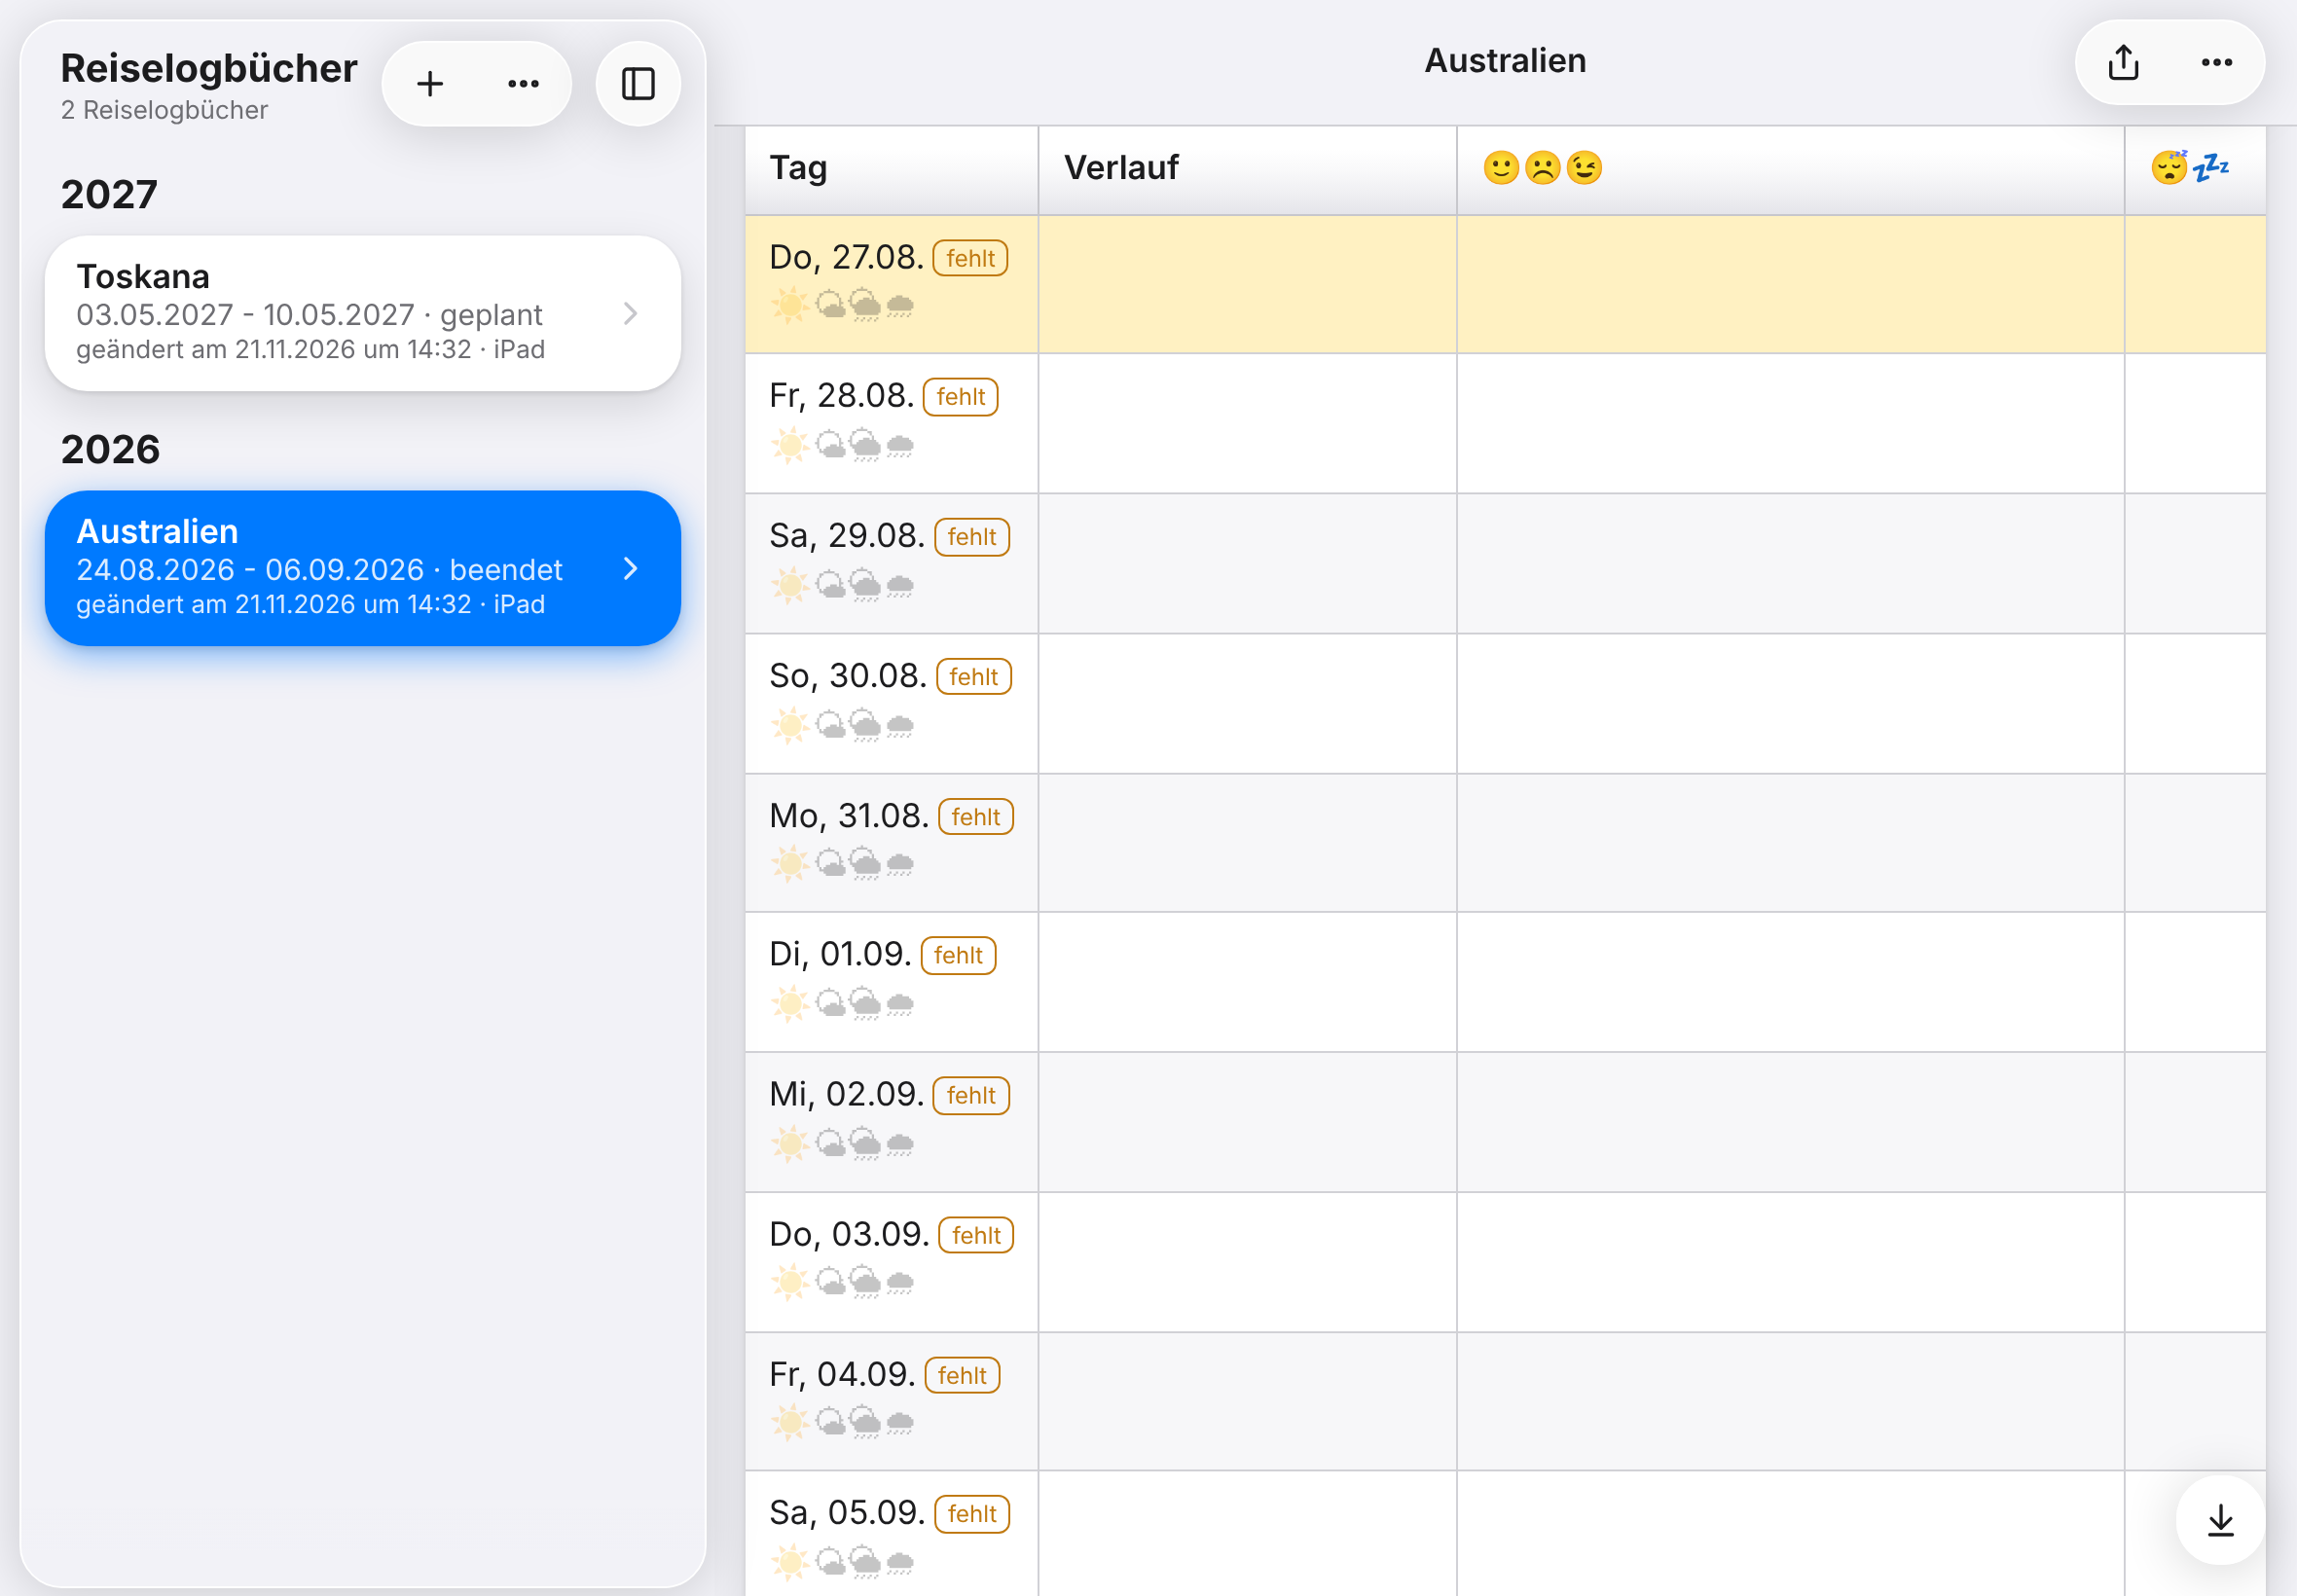 Reiselogbücher
2 Reiselogbücher
2027
Toskana
03.05.2027 - 10.05.2027 · geplant
geändert am 21.11.2026 um 14:32 · iPad
2026
Australien
24.08.2026 - 06.09.2026 · beendet
geändert am 21.11.2026 um 14:32 · iPad
Australien
Tag Verlauf 🙂☹️😉 😴💤
Do, 27.08. fehlt
☀️🌤🌦🌧
Fr, 28.08. fehlt
☀️🌤🌦🌧
Sa, 29.08. fehlt
☀️🌤🌦🌧
So, 30.08. fehlt
☀️🌤🌦🌧
Mo, 31.08. fehlt
☀️🌤🌦🌧
Di, 01.09. fehlt
☀️🌤🌦🌧
Mi, 02.09. fehlt
☀️🌤🌦🌧
Do, 03.09. fehlt
☀️🌤🌦🌧
Fr, 04.09. fehlt
☀️🌤🌦🌧
Sa, 05.09. fehlt
☀️🌤🌦🌧